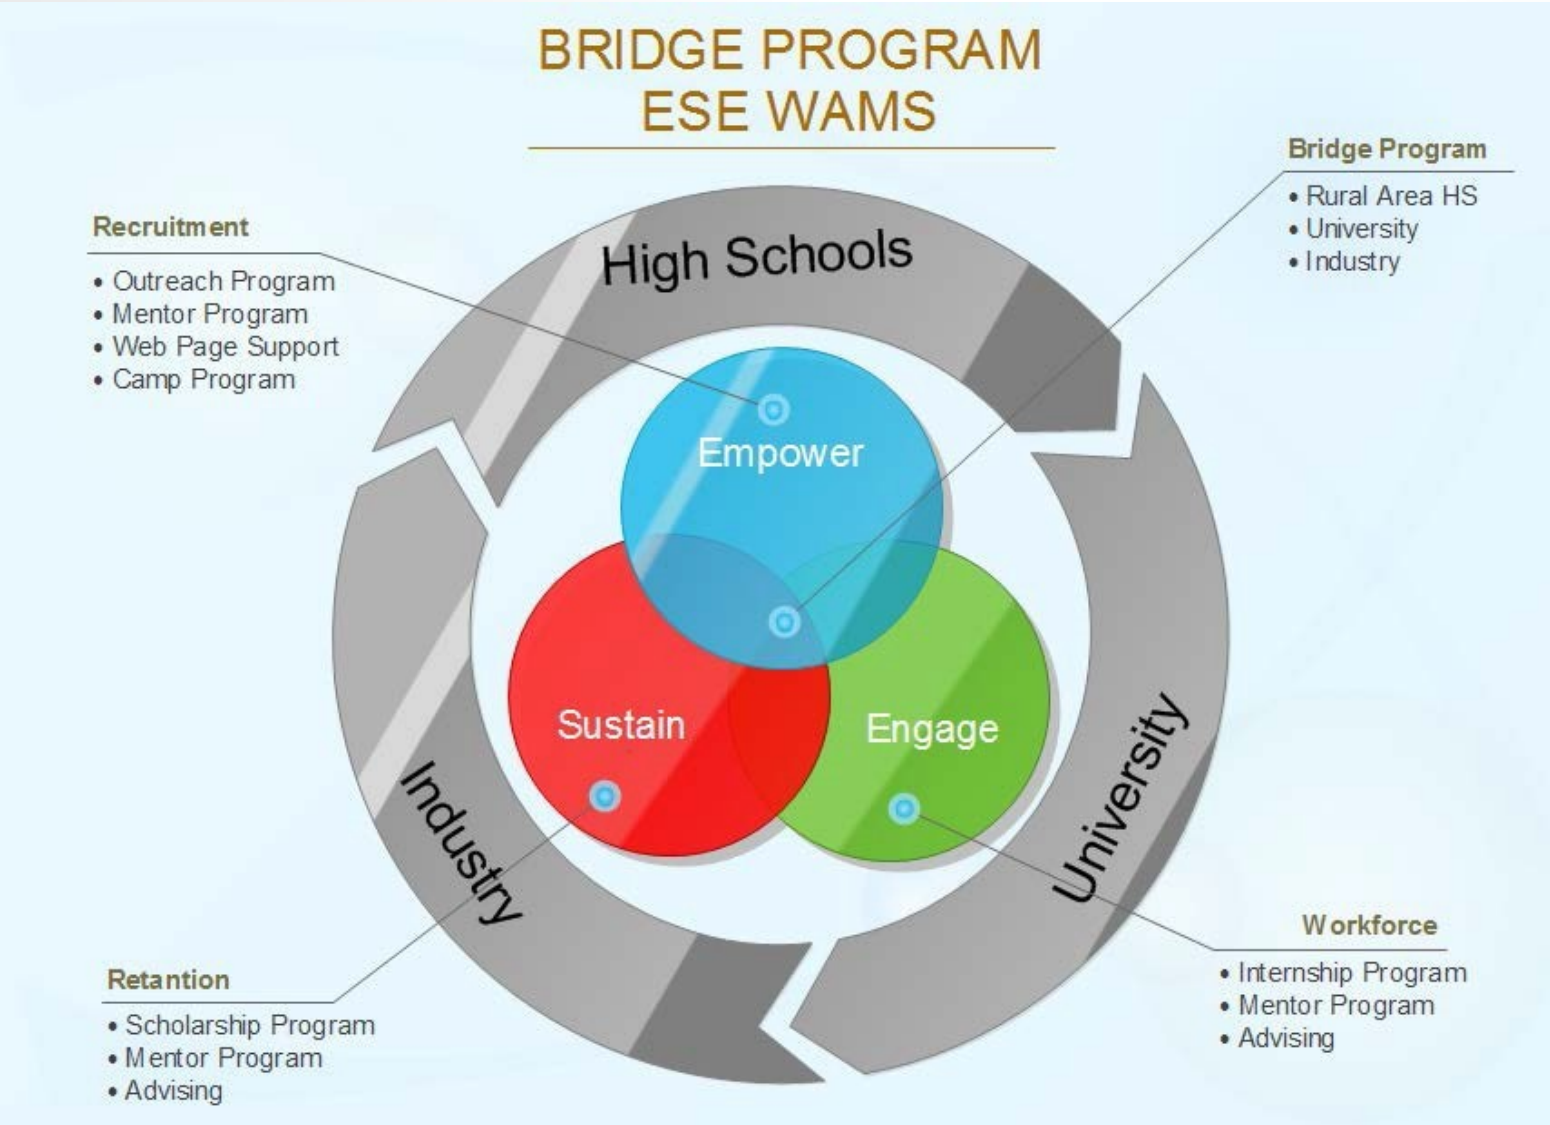 BRIDGE PROGRAM
ESE WAMS
Bridge Program
• Rural Area HS
• University
• Industry
Recruitment
• Outreach Program
• Mentor Program
• Web Page Support
• Camp Program
High Schools
Empower
Sustain
Engage
University
Industry
Workforce
• Internship Program
• Mentor Program
• Advising
Retantion
• Scholarship Program
• Mentor Program
• Advising